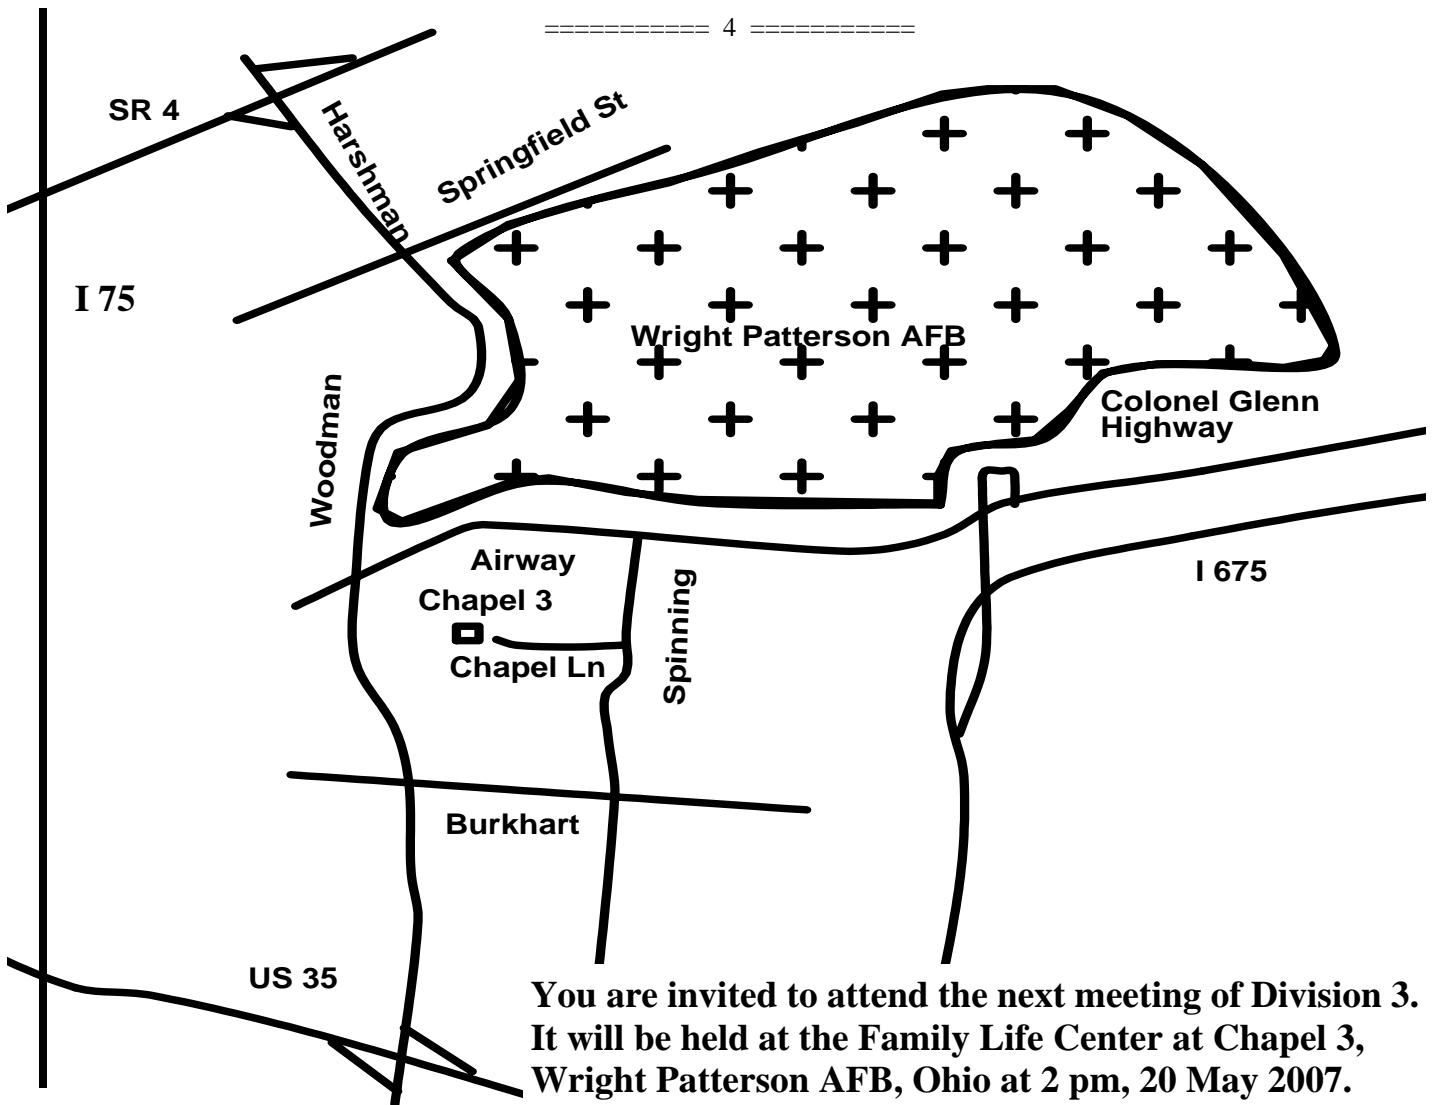 =========== 4 ===========
SR 4
Harshman
Springfield St
I 75
Wright Patterson AFB
Woodman
Colonel Glenn
Highway
Airway
I 675
Chapel 3
Spinning
Chapel Ln
Burkhart
US 35
You are invited to attend the next meeting of Division 3.
It will be held at the Family Life Center at Chapel 3,
Wright Patterson AFB, Ohio at 2 pm, 20 May 2007.